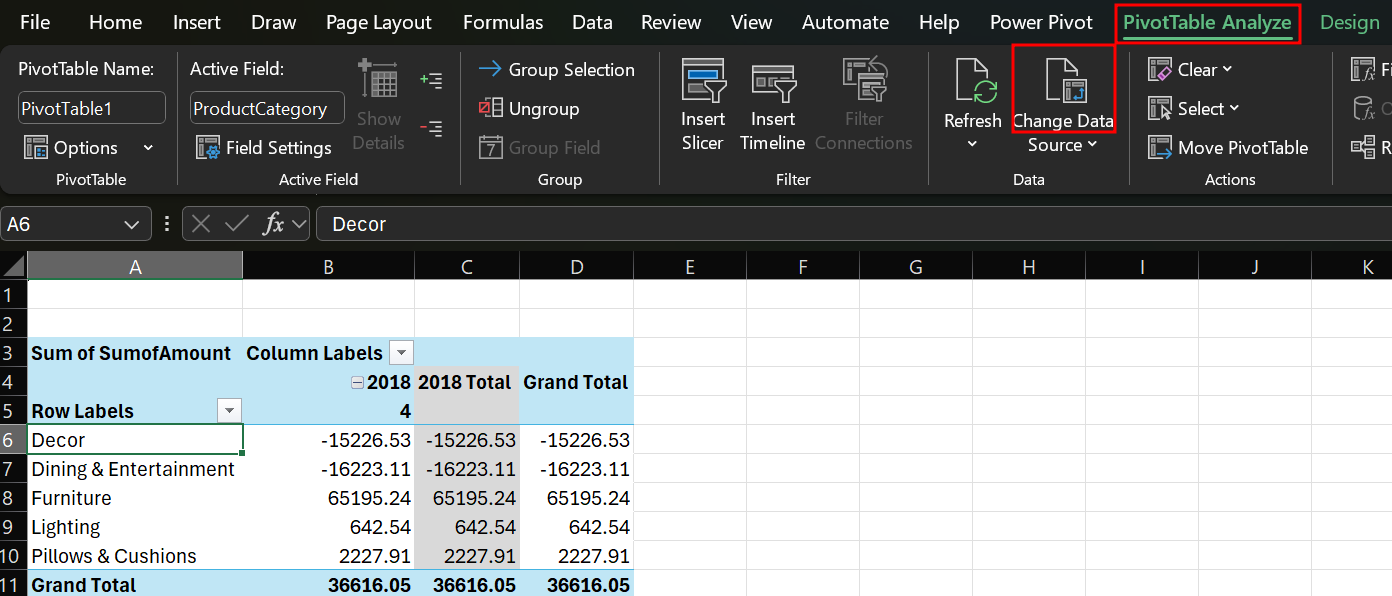 File Home Insert Draw Page Layout Formulas Data Review View Automate Help Power Pivot PivotTable Analyze Design
PivotTable Name:
PivotTable1
Options
PivotTable
Active Field:
ProductCategory
Field Settings
Show
Details
Active Field
Group Selection
Ungroup
7 Group Field
Group
Insert
Slicer
Insert
Timeline
Filter
Connections
Filter
Refresh
Change Data
Source
Data
Clear
Select
Move PivotTable
Actions
A6 fx Decor
A B C D E F G H I J K
1
2
3 Sum of SumofAmount Column Labels
4 2018 2018 Total Grand Total
5 Row Labels 4
6 Decor -15226.53 -15226.53 -15226.53
7 Dining & Entertainment -16223.11 -16223.11 -16223.11
8 Furniture 65195.24 65195.24 65195.24
9 Lighting 642.54 642.54 642.54
10 Pillows & Cushions 2227.91 2227.91 2227.91
11 Grand Total 36616.05 36616.05 36616.05